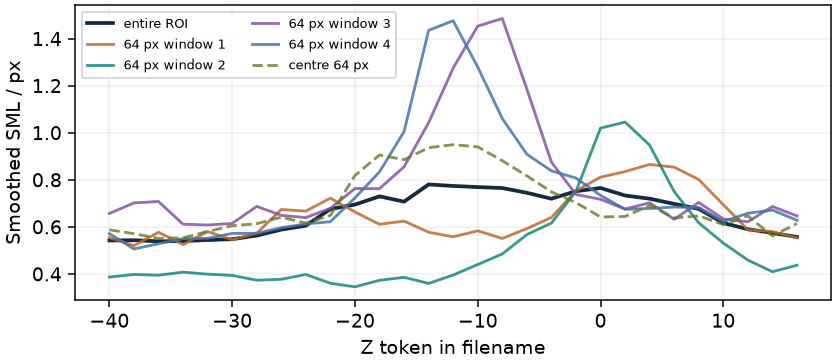 entire ROI
64 px window 1
64 px window 2
64 px window 3
64 px window 4
centre 64 px
Smoothed SML / px
1.4
1.2
1.0
0.8
0.6
0.4
−40
−30
−20
−10
0
10
Z token in filename